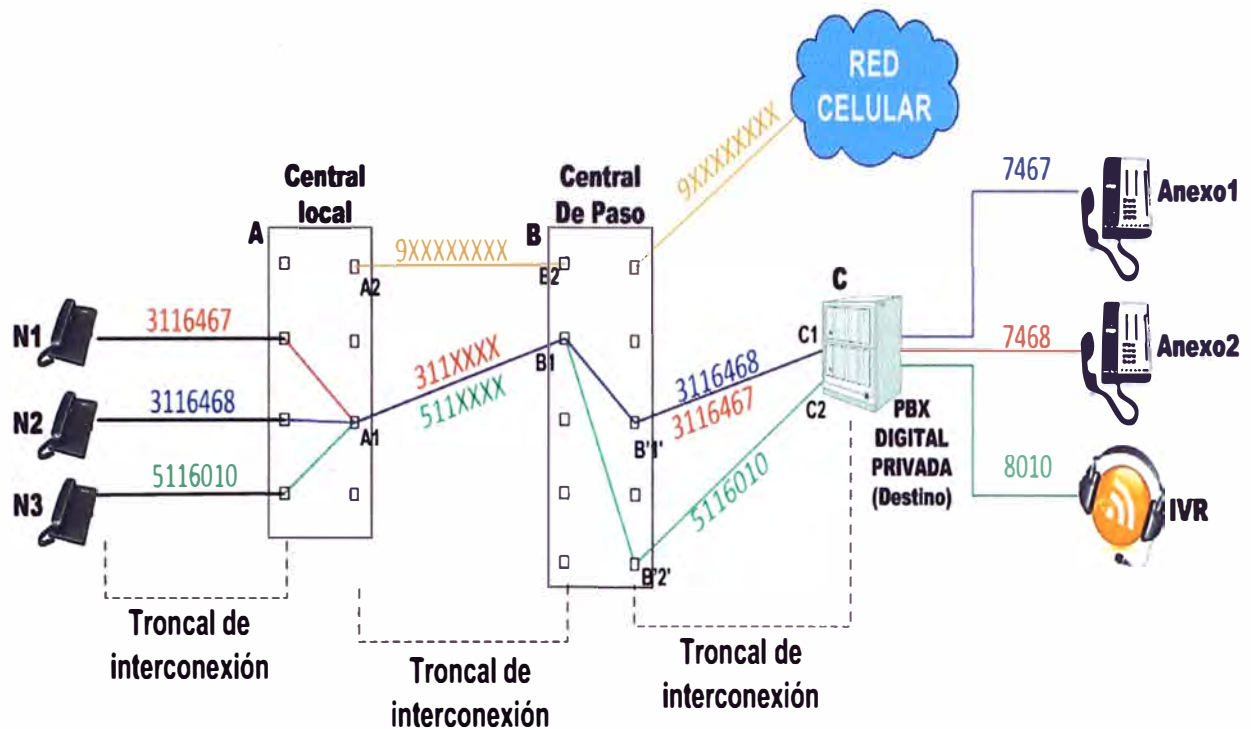 RED
CELULAR
Central
local
Central
De Paso
A
B
C
9XXXXXXXX
9XXXXXXXX
A2
B2
N1
3116467
N2
3116468
N3
5116010
A1
311XXXX
511XXXX
B1
3116468
3116467
B'1'
5116010
B'2'
C1
C2
PBX
DIGITAL
PRIVADA
(Destino)
7467
Anexo1
7468
Anexo2
8010
IVR
Troncal de
interconexión
Troncal de
interconexión
Troncal de
interconexión